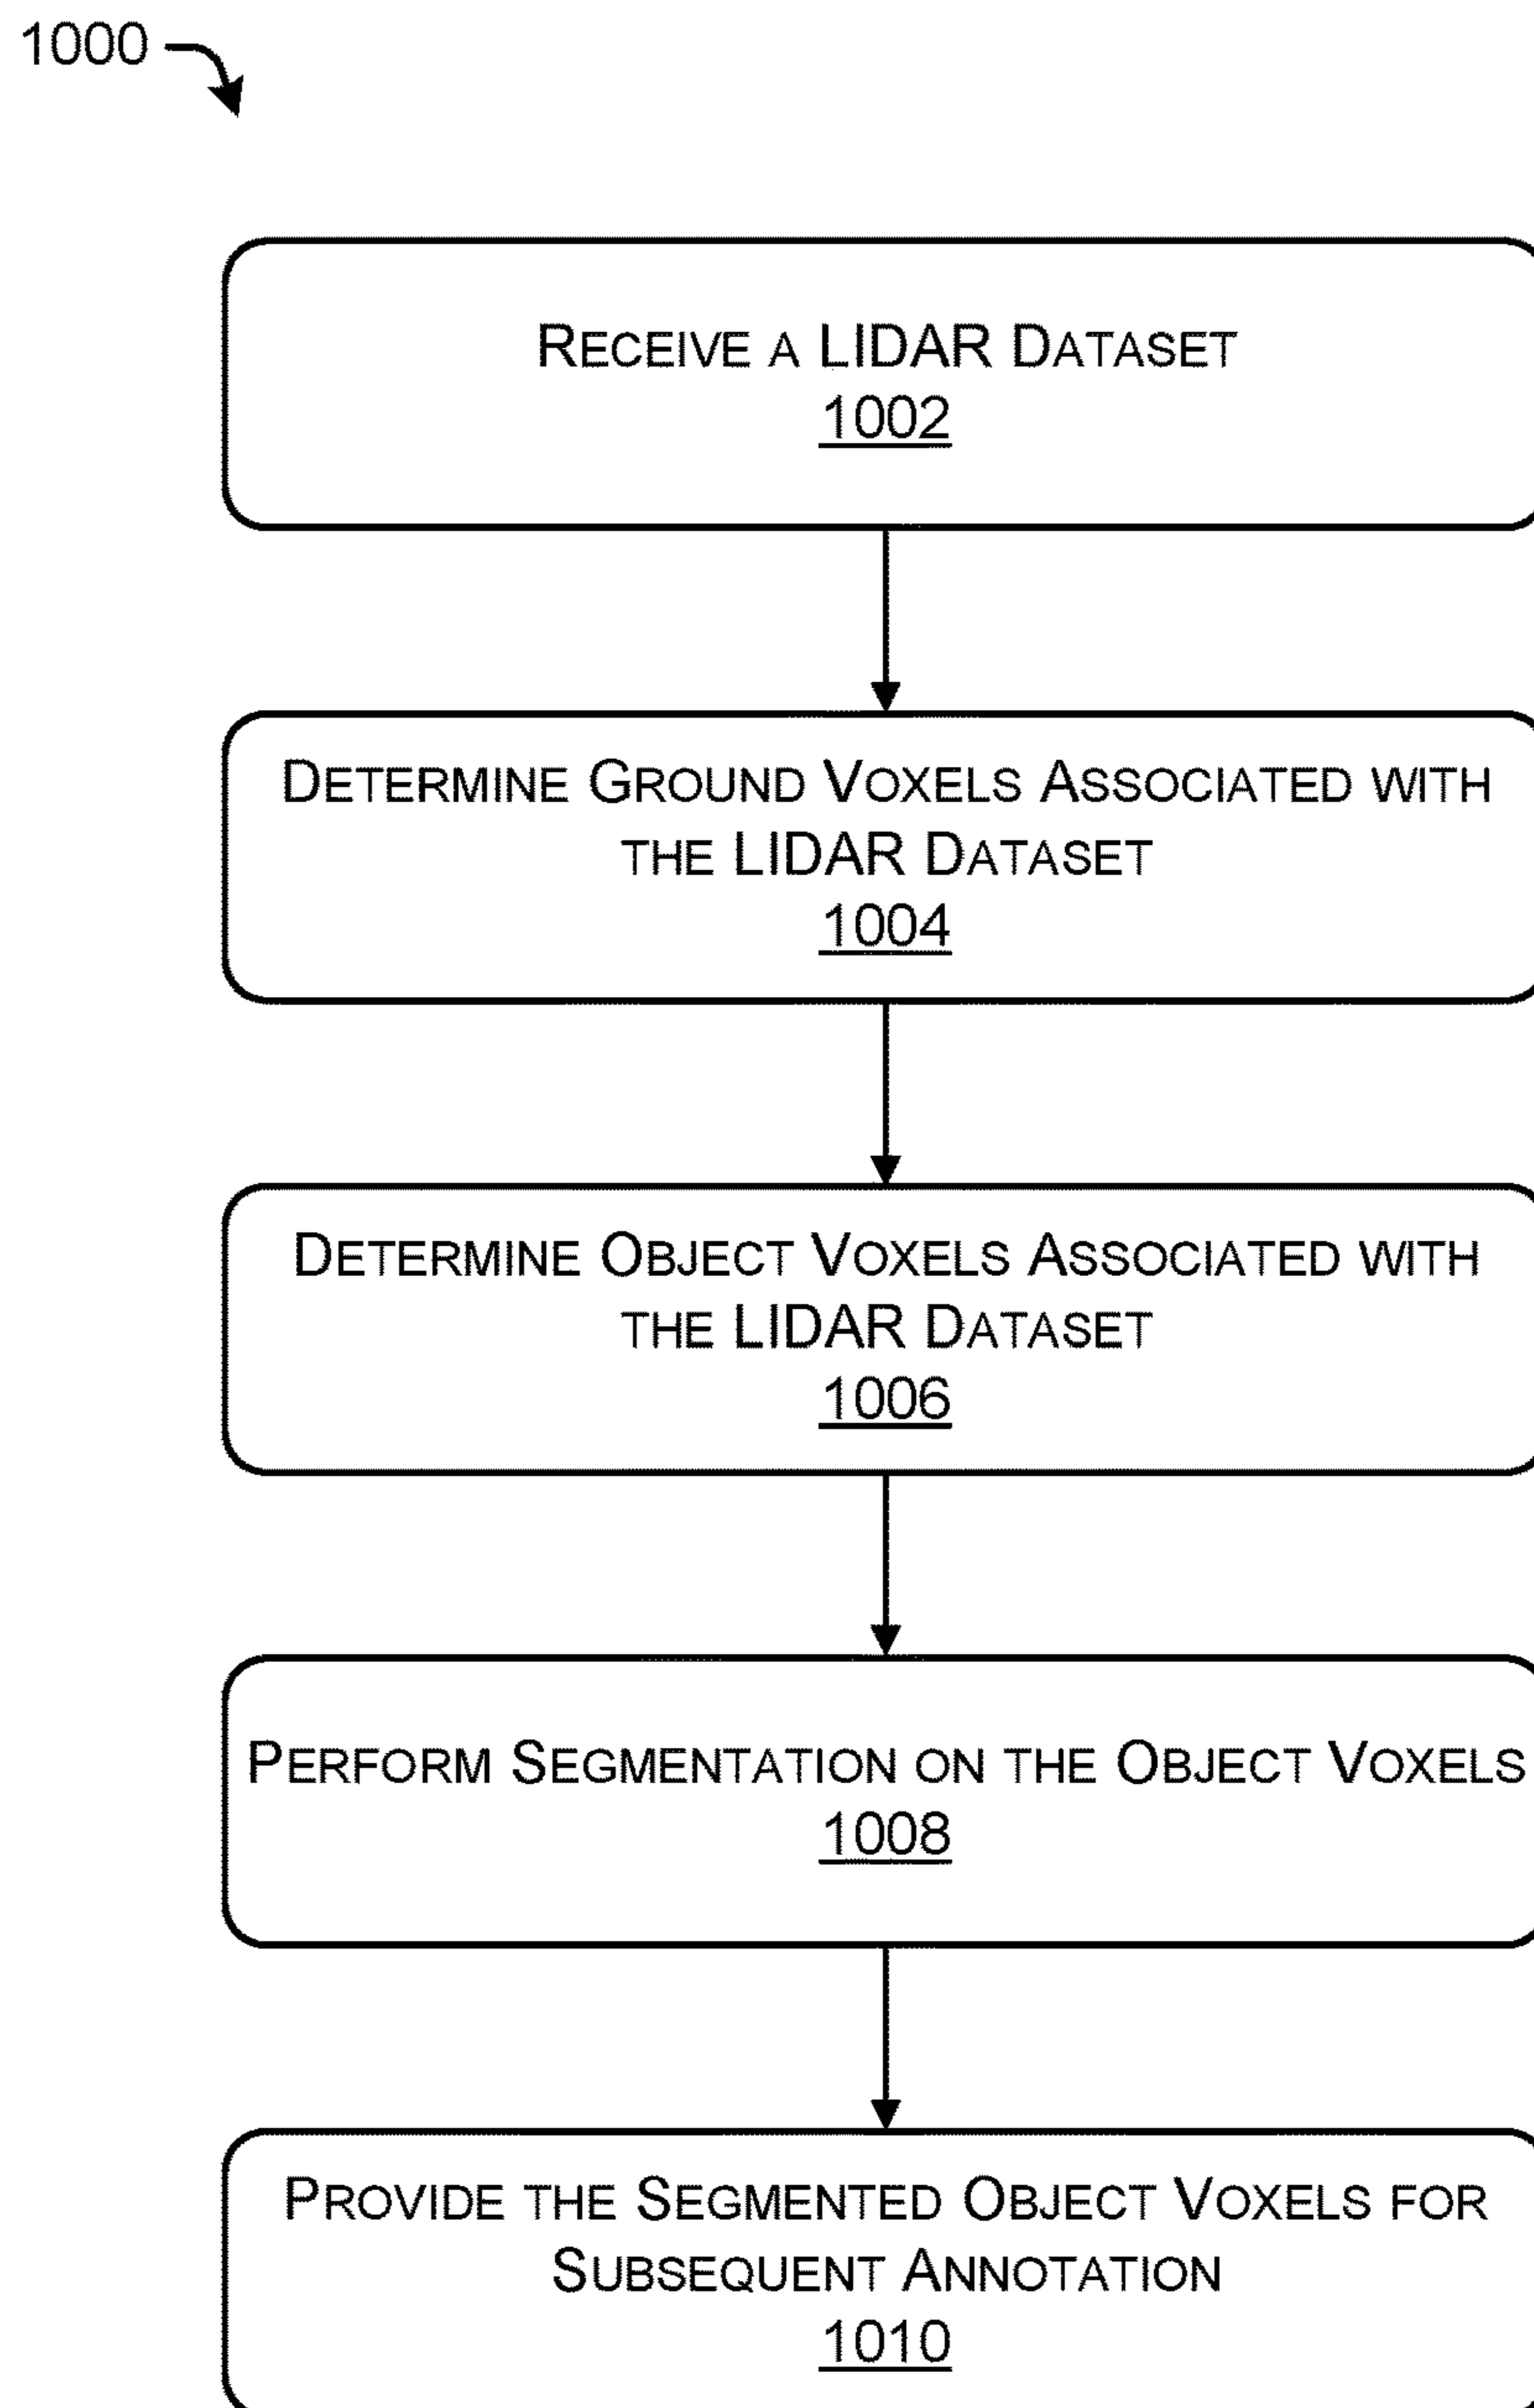 1000
RECEIVE A LIDAR DATASET
1002
DETERMINE GROUND VOXELS ASSOCIATED WITH
THE LIDAR DATASET
1004
DETERMINE OBJECT VOXELS ASSOCIATED WITH
THE LIDAR DATASET
1006
PERFORM SEGMENTATION ON THE OBJECT VOXELS
1008
PROVIDE THE SEGMENTED OBJECT VOXELS FOR
SUBSEQUENT ANNOTATION
1010